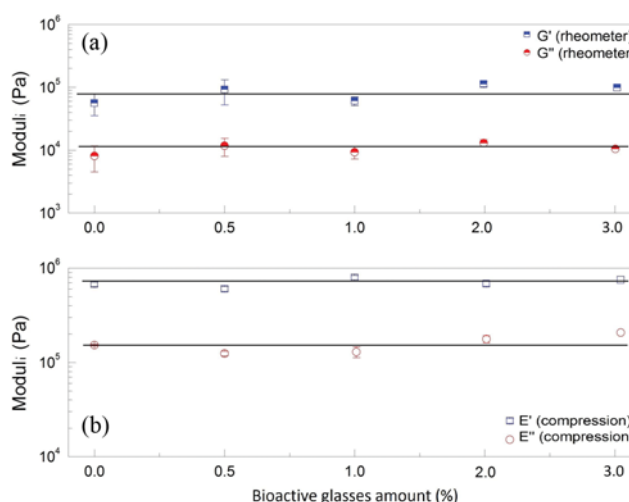 10⁶
(a)
G' (rheometer)
G" (rheometer
10⁵
Moduli (Pa)
10⁴
10³
0.0 0.5 1.0 2.0 3.0
10⁶
Moduli (Pa)
10⁵
(b)
E' (compression)
E" (compression
10⁴
0.0 0.5 1.0 2.0 3.0
Bioactive glasses amount (%)